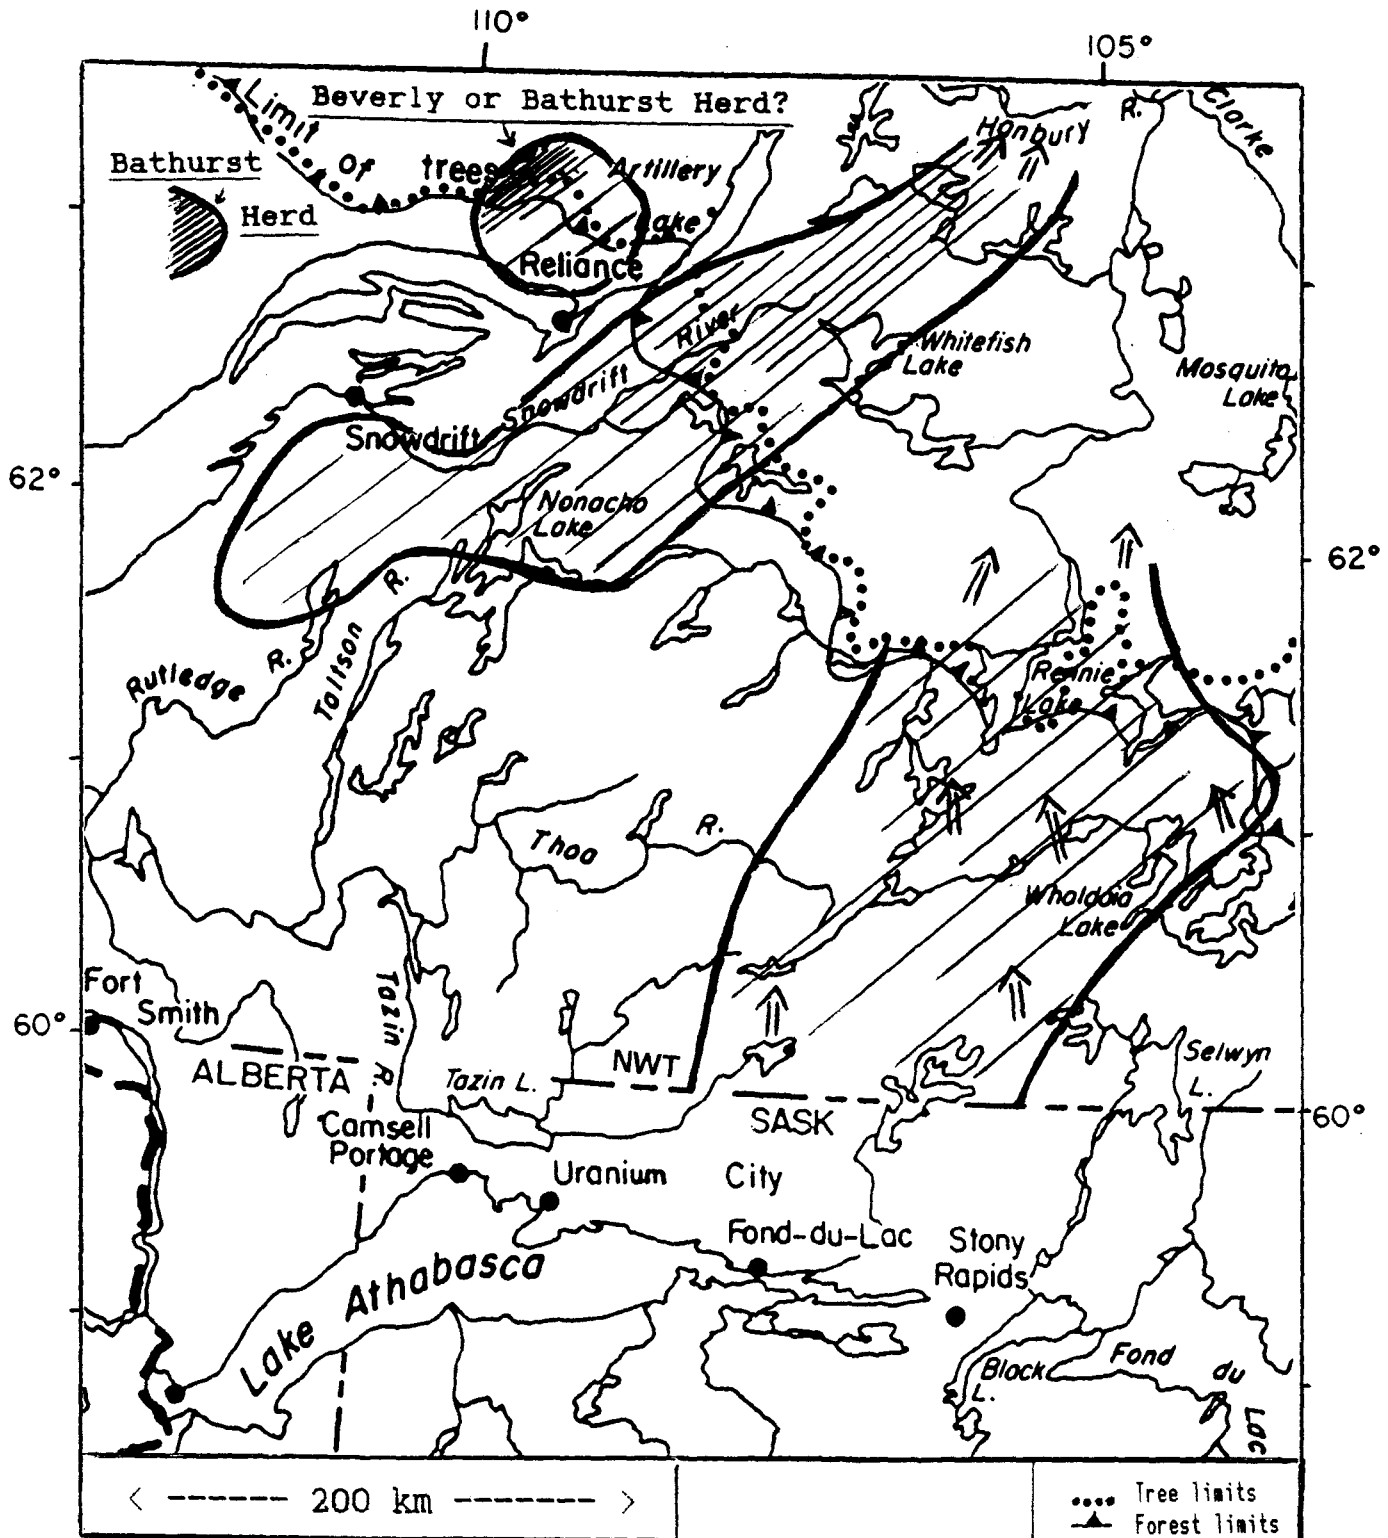 110°
105°
Limit Of trees
Beverly or Bathurst Herd?
Bathurst
Herd
Artillery
Lake
Reliance
Hanbury
R.
Clarke
River
Snowdrift
Whitefish
Lake
Mosquito
Lake
Snowdrift
62°
Nonacho
Lake
62°
R.
Taltson
R.
Rutledge
Rennie
Lake
Thoa
R.
Wholdaia
Lake
Fort
Smith
Tazin R.
60°
ALBERTA
Tazin L.
NWT
SASK
Selwyn
L.
60°
Camsell
Portage
Uranium City
Fond-du-Lac
Stony
Rapids
Lake Athabasca
Black
L.
Fond du Lac
< ------- 200 km ------- >
Tree limits
Forest limits